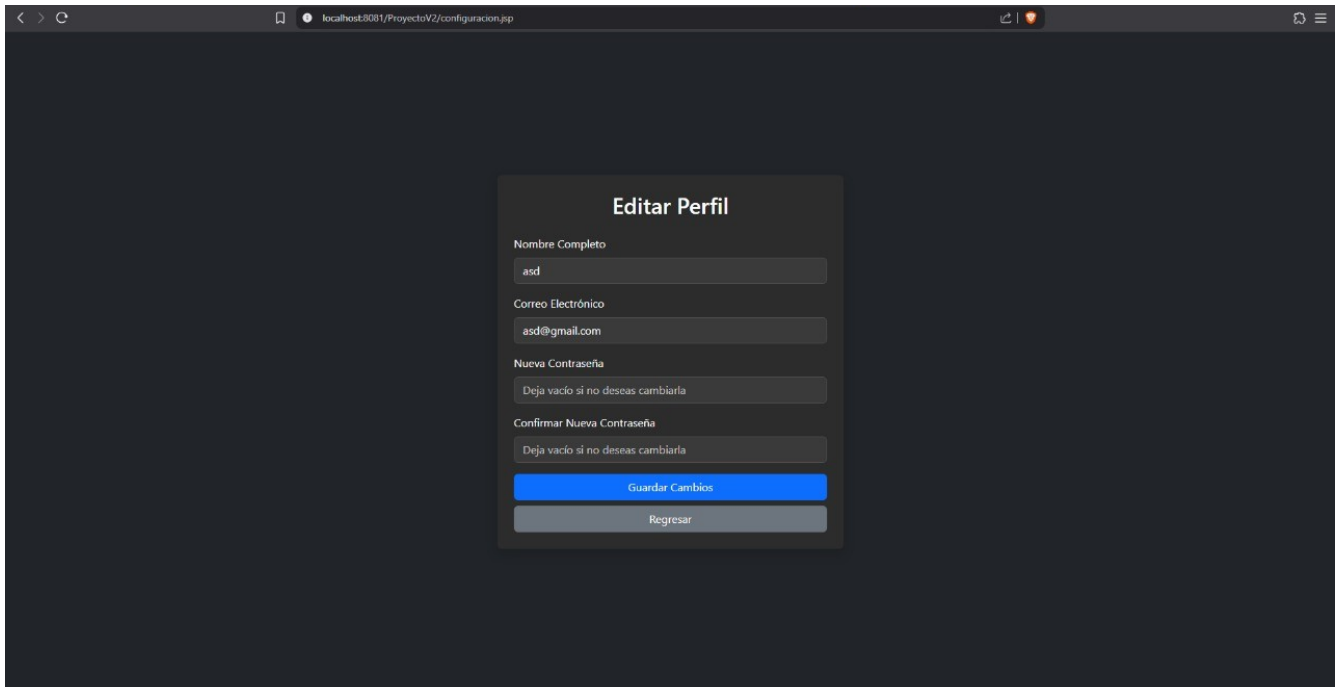 localhost:8081/ProyectoV2/configuracion.jsp
Editar Perfil
Nombre Completo
asd
Correo Electrónico
asd@gmail.com
Nueva Contraseña
Deja vacío si no deseas cambiarla
Confirmar Nueva Contraseña
Deja vacío si no deseas cambiarla
Guardar Cambios
Regresar